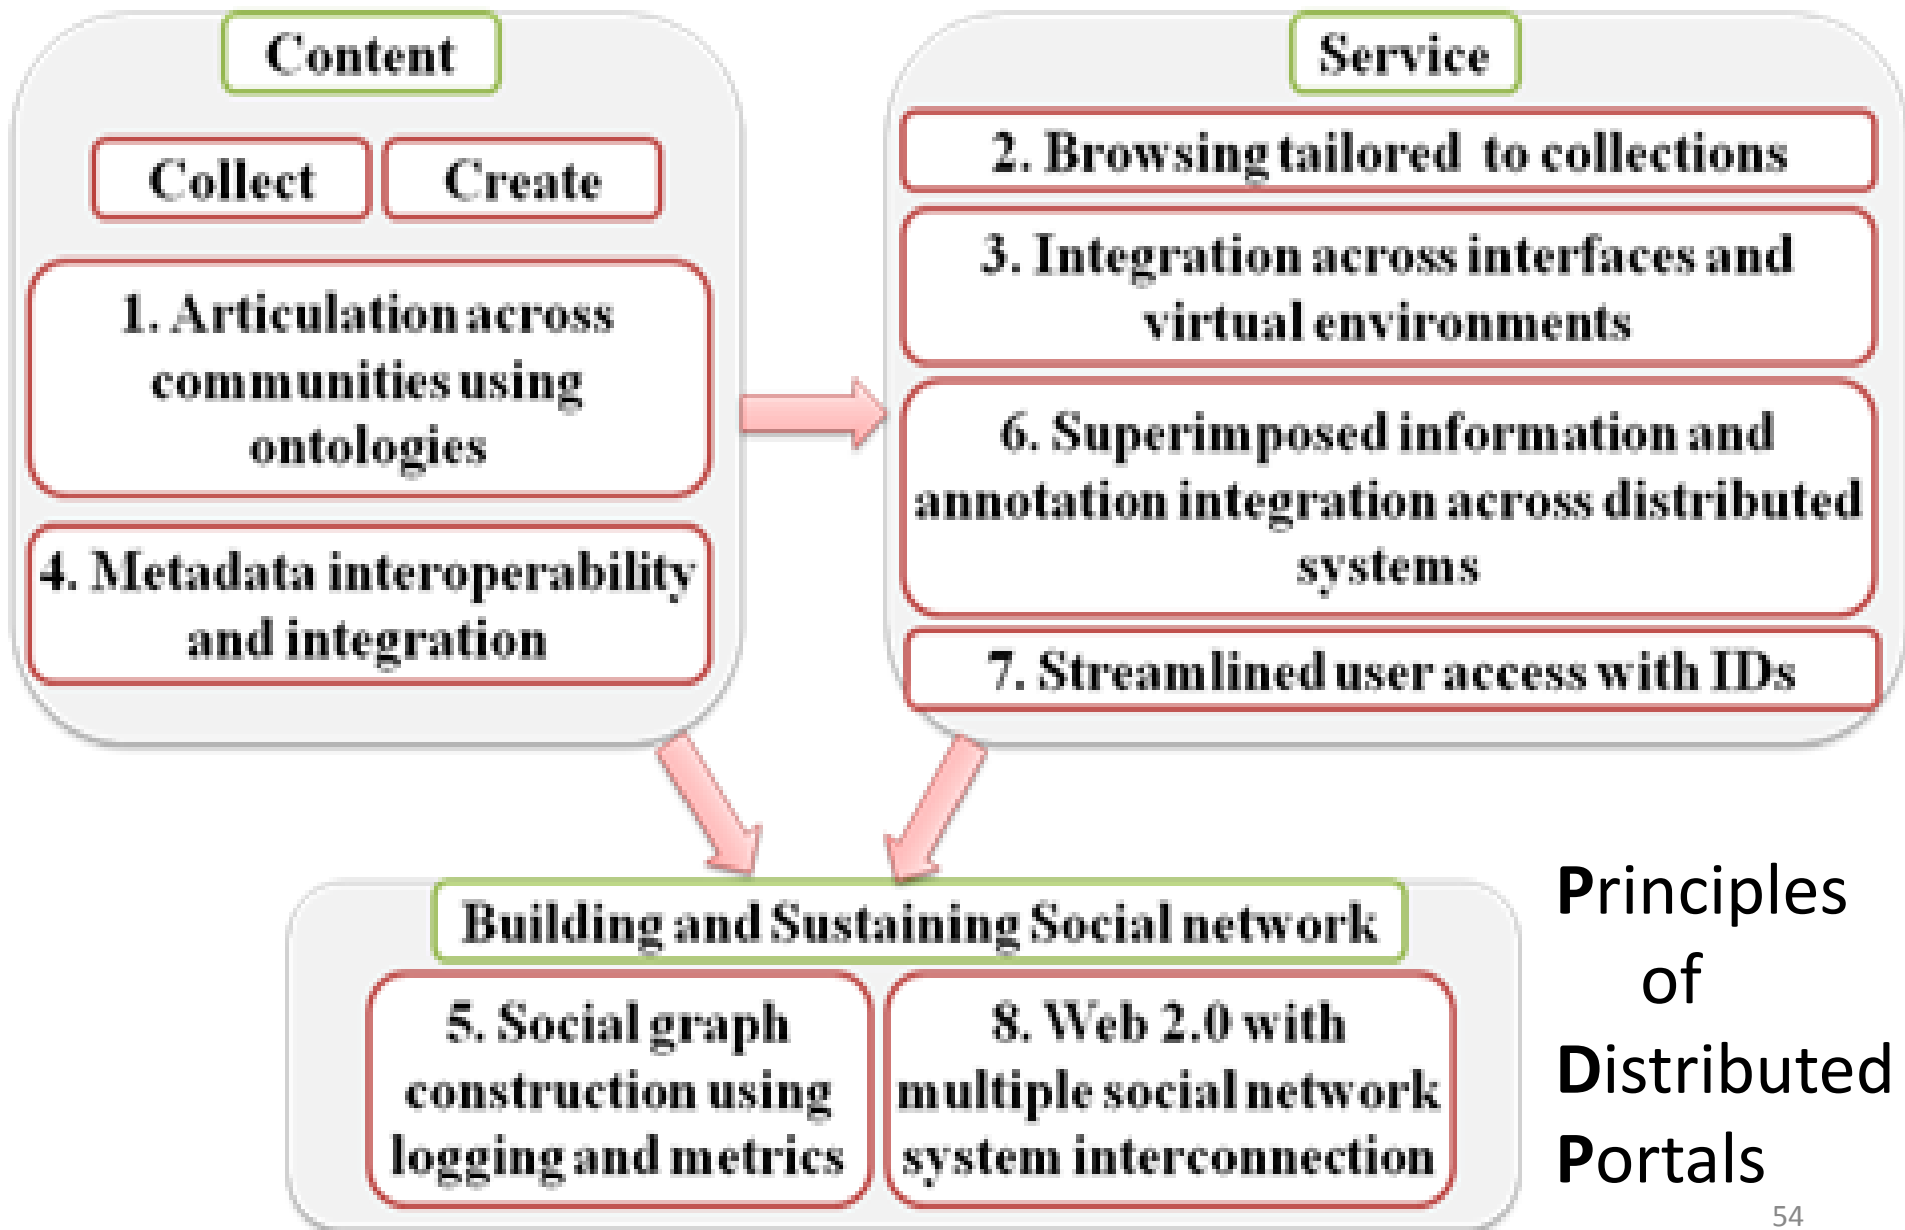 Content
Collect
Create
1. Articulation across
communities using
ontologies
4. Metadata interoperability
and integration
Service
2. Browsing tailored to collections
3. Integration across interfaces and
virtual environments
6. Superimposed information and
annotation integration across distributed
systems
7. Streamlined user access with IDs
Building and Sustaining Social network
5. Social graph
construction using
logging and metrics
8. Web 2.0 with
multiple social network
system interconnection
Principles
of
Distributed
Portals
54